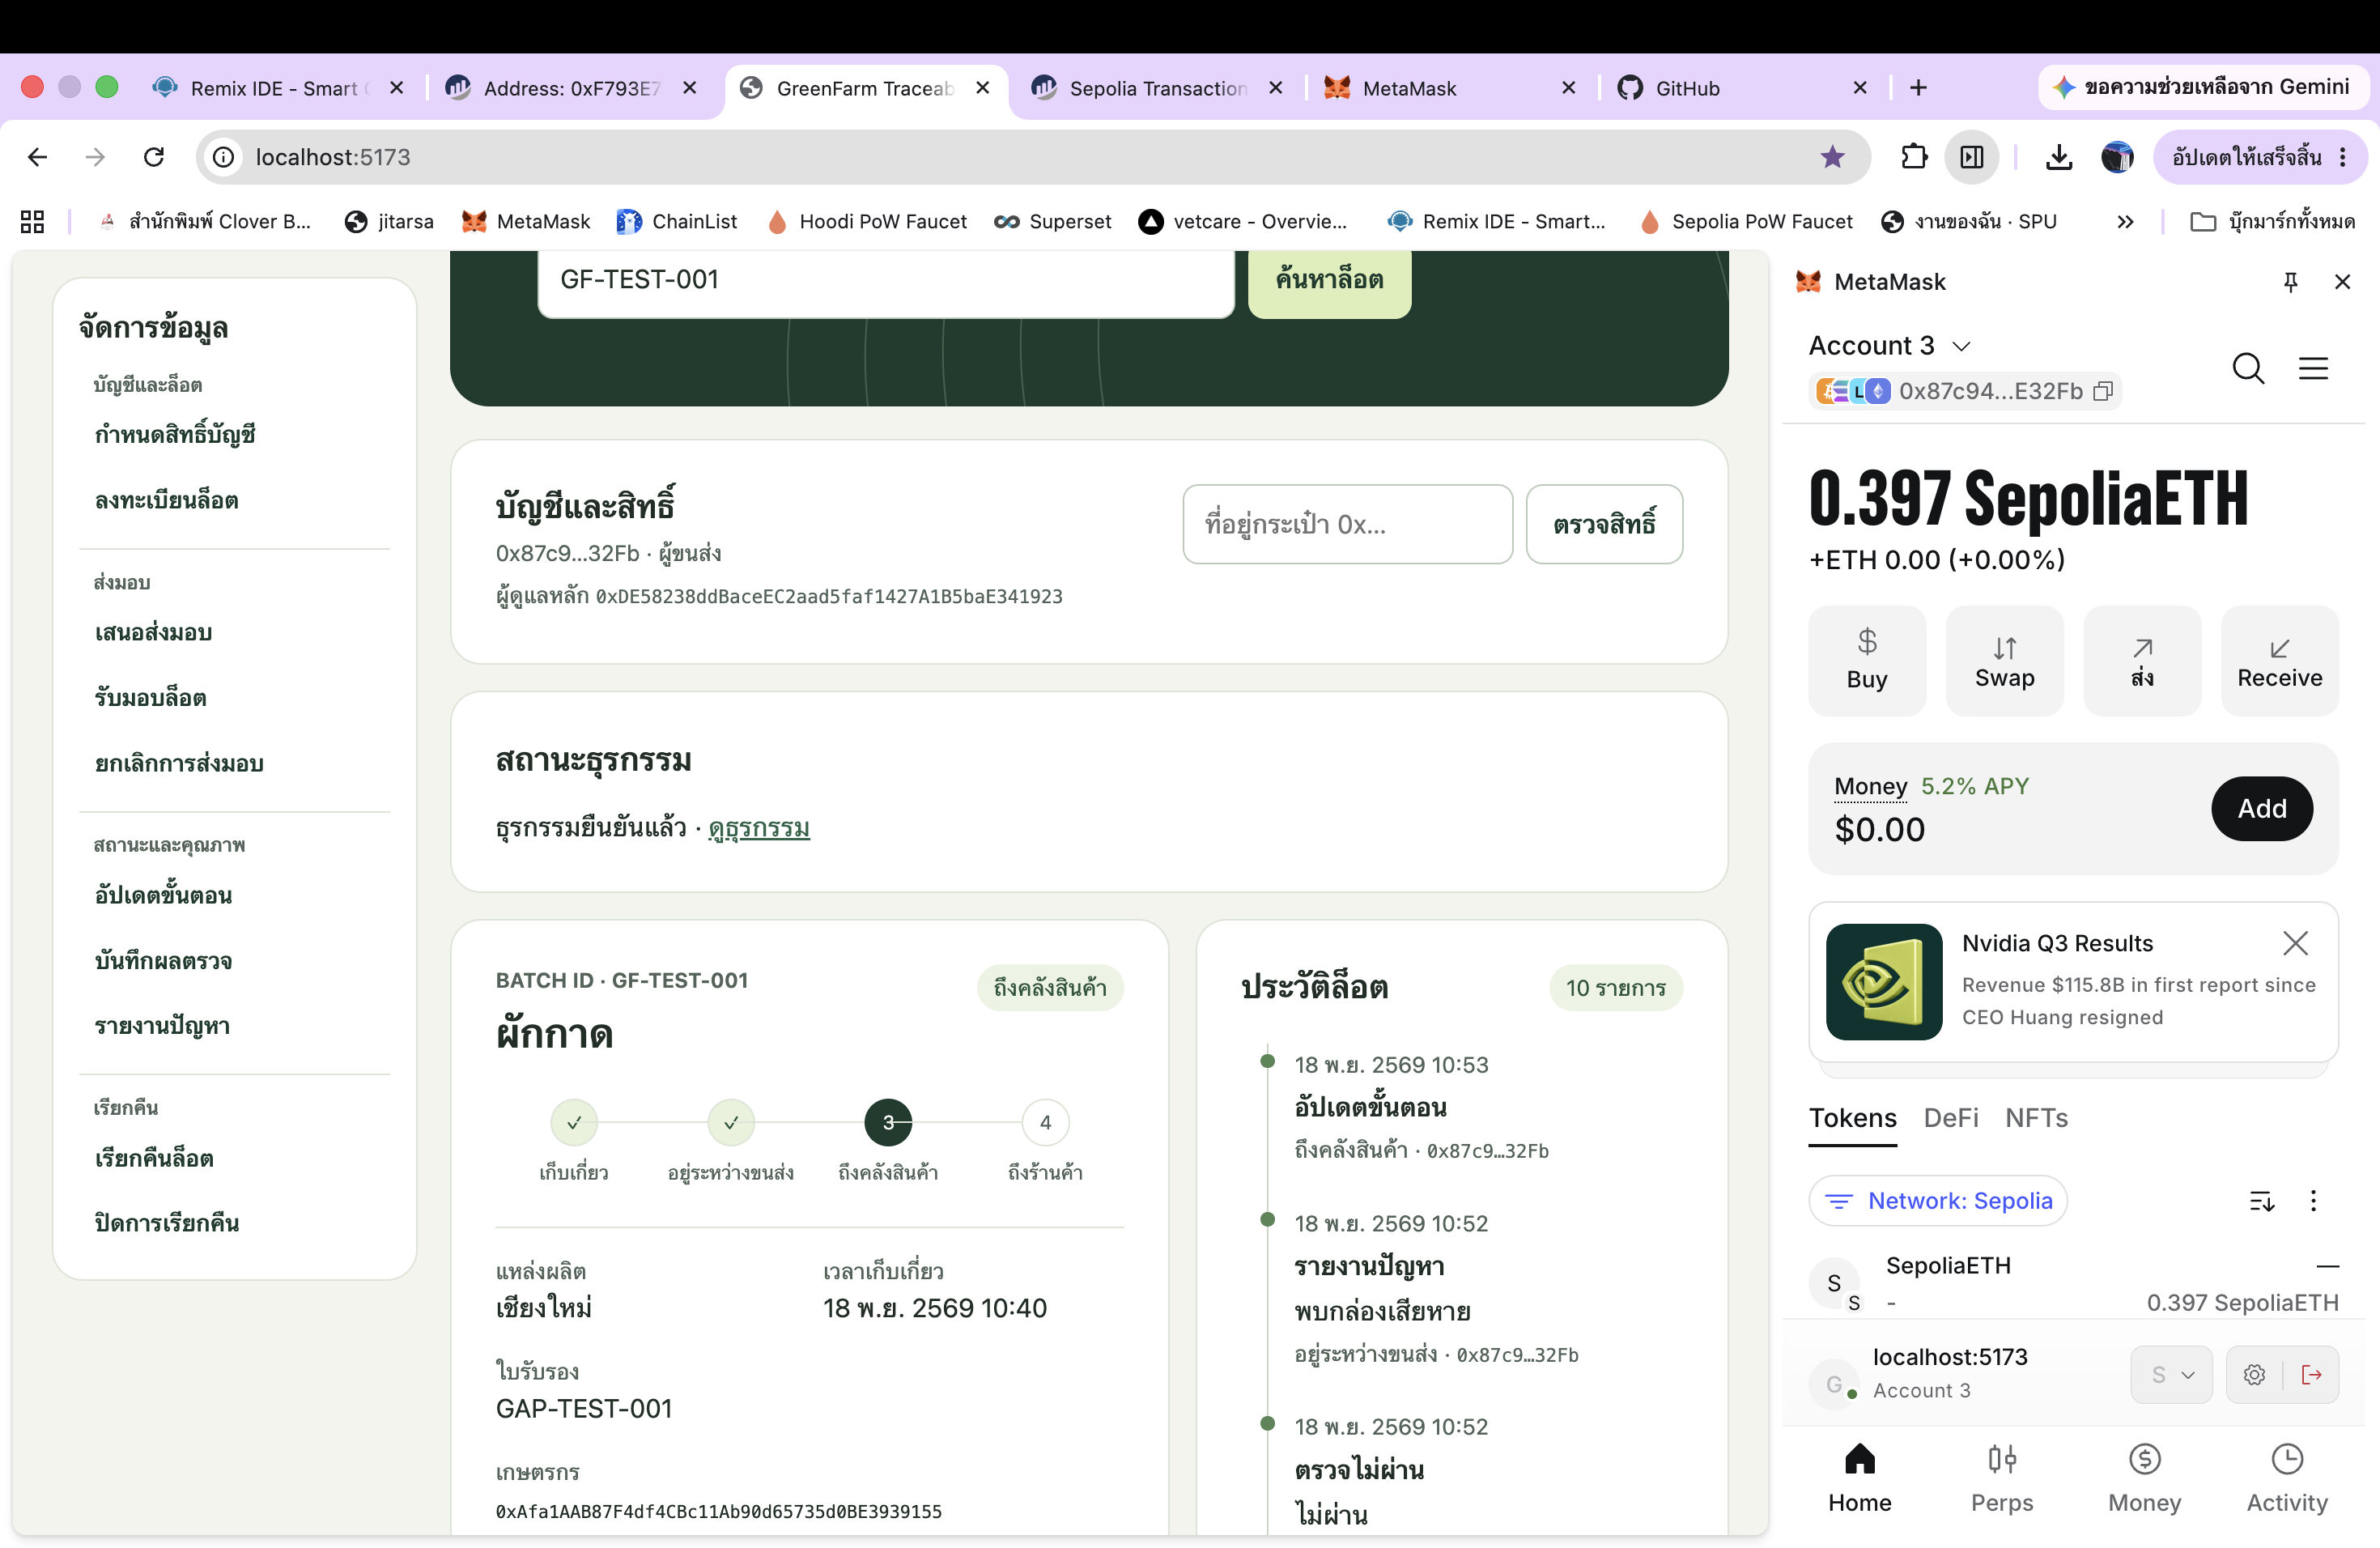 Remix IDE - Smart
Address: 0xF793E7
GreenFarm Traceab
Sepolia Transaction
MetaMask
GitHub
ขอความช่วยเหลือจาก Gemini
localhost:5173
อัปเดตให้เสร็จสิ้น
สำนักพิมพ์ Clover B...
jitarsa
MetaMask
ChainList
Hoodi PoW Faucet
Superset
vetcare - Overvie...
Remix IDE - Smart...
Sepolia PoW Faucet
งานของฉัน · SPU
บุ๊กมาร์กทั้งหมด
จัดการข้อมูล
บัญชีและล็อต
กำหนดสิทธิ์บัญชี
ลงทะเบียนล็อต
ส่งมอบ
เสนอส่งมอบ
รับมอบล็อต
ยกเลิกการส่งมอบ
สถานะและคุณภาพ
อัปเดตขั้นตอน
บันทึกผลตรวจ
รายงานปัญหา
เรียกคืน
เรียกคืนล็อต
ปิดการเรียกคืน
GF-TEST-001
ค้นหาล็อต
บัญชีและสิทธิ์
0x87c9...32Fb · ผู้ขนส่ง
ผู้ดูแลหลัก 0xDE58238ddBaceEC2aad5faf1427A1B5baE341923
ที่อยู่กระเป๋า 0x...
ตรวจสิทธิ์
สถานะธุรกรรม
ธุรกรรมยืนยันแล้ว · ดูธุรกรรม
BATCH ID · GF-TEST-001
ถึงคลังสินค้า
ผักกาด
3
4
เก็บเกี่ยว
อยู่ระหว่างขนส่ง
ถึงคลังสินค้า
ถึงร้านค้า
แหล่งผลิต
เชียงใหม่
เวลาเก็บเกี่ยว
18 พ.ย. 2569 10:40
ใบรับรอง
GAP-TEST-001
เกษตรกร
0xAfa1AAB87F4df4CBc11Ab90d65735d0BE3939155
ประวัติล็อต
10 รายการ
18 พ.ย. 2569 10:53
อัปเดตขั้นตอน
ถึงคลังสินค้า · 0x87c9…32Fb
18 พ.ย. 2569 10:52
รายงานปัญหา
พบกล่องเสียหาย
อยู่ระหว่างขนส่ง · 0x87c9…32Fb
18 พ.ย. 2569 10:52
ตรวจไม่ผ่าน
ไม่ผ่าน
MetaMask
Account 3
L
0x87c94...E32Fb
0.397 SepoliaETH
+ETH 0.00 (+0.00%)
Buy
Swap
ส่ง
Receive
Money 5.2% APY
$0.00
Add
Nvidia Q3 Results
Revenue $115.8B in first report since
CEO Huang resigned
Tokens
DeFi
NFTs
Network: Sepolia
S
S
SepoliaETH
—
-
0.397 SepoliaETH
G
localhost:5173
Account 3
S
Home
Perps
Money
Activity